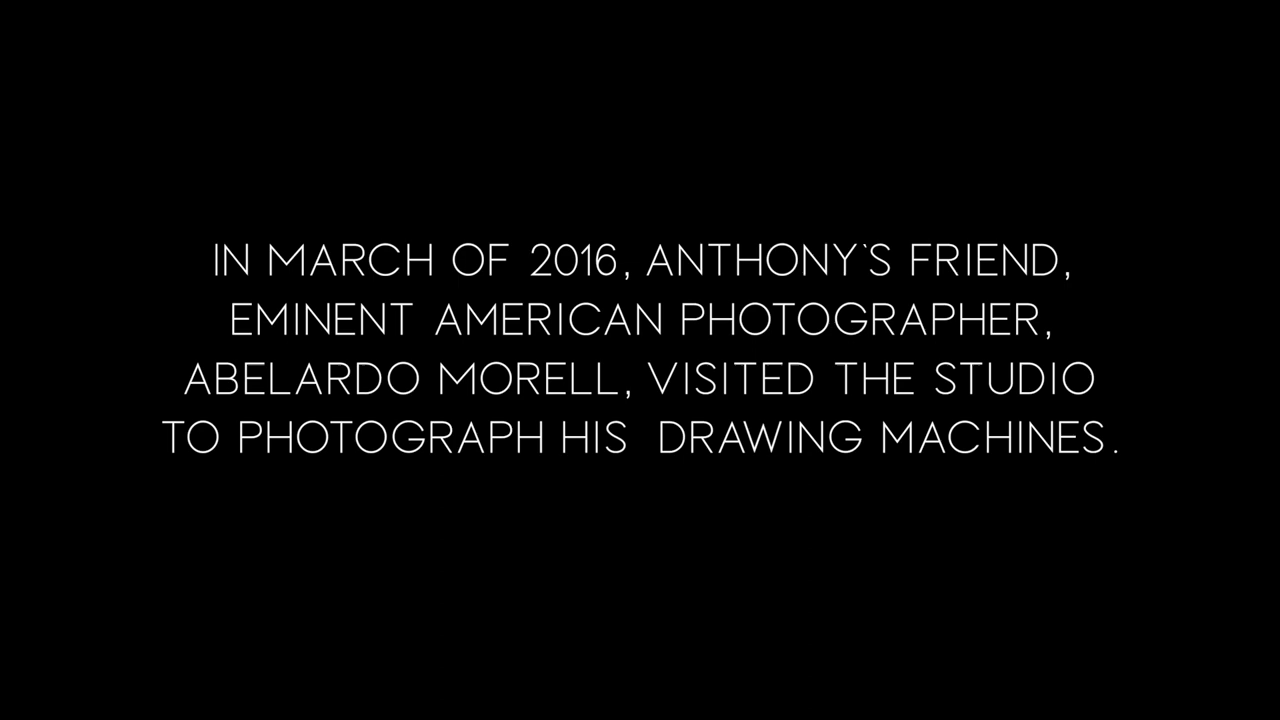 IN MARCH OF 2016, ANTHONY'S FRIEND,
EMINENT AMERICAN PHOTOGRAPHER,
ABELARDO MORELL, VISITED THE STUDIO
TO PHOTOGRAPH HIS DRAWING MACHINES.